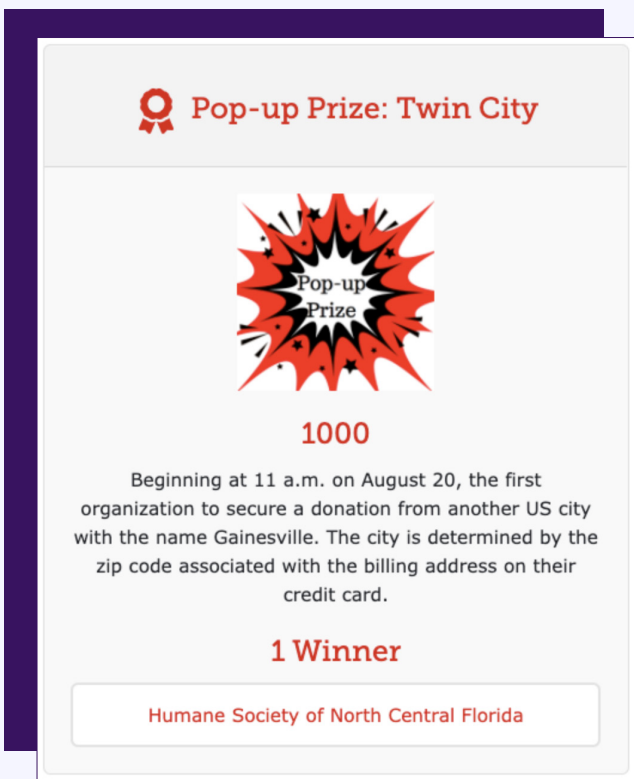 Pop-up Prize: Twin City
Pop-up
Prize
1000
Beginning at 11 a.m. on August 20, the first
organization to secure a donation from another US city
with the name Gainesville. The city is determined by the
zip code associated with the billing address on their
credit card.
1 Winner
Humane Society of North Central Florida